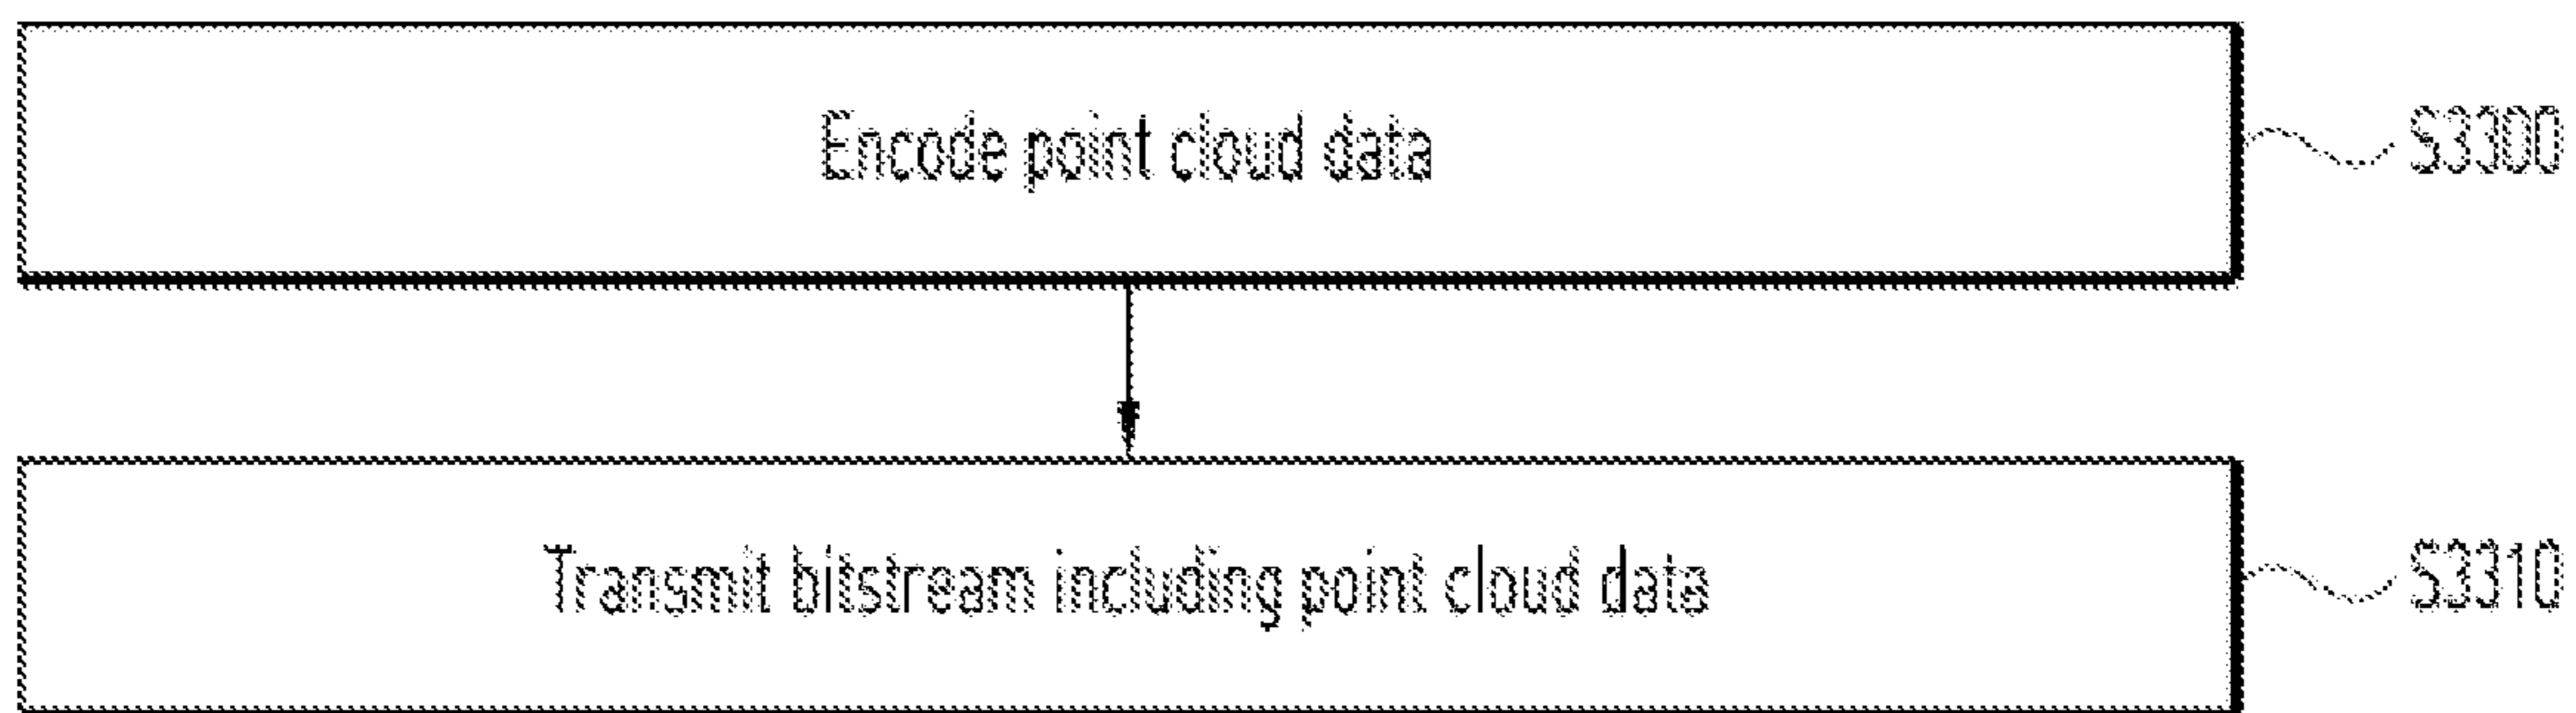 Encode point cloud data
S3300
Transmit bitstream including point cloud data
S3310